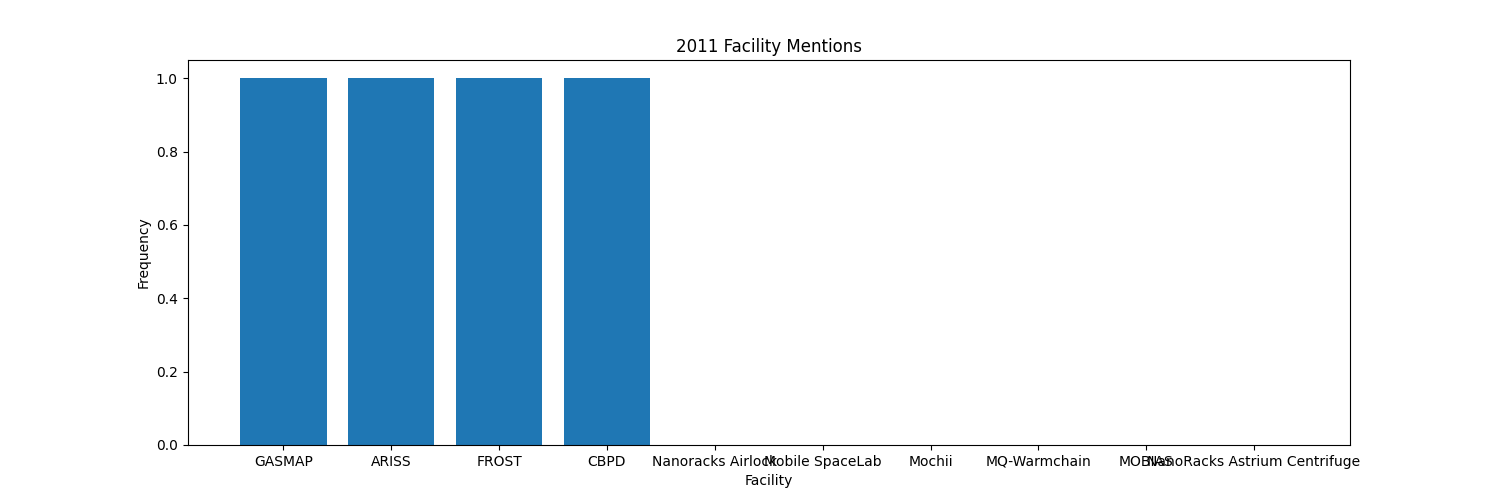 2011 Facility Mentions
1.0
0.8
0.6
0.4
0.2
0.0
Frequency
GASMAP ARISS FROST CBPD Nanoracks Airlock Mobile SpaceLab Mochii MQ-Warmchain MOBIAS NanoRacks Astrium Centrifuge
Facility